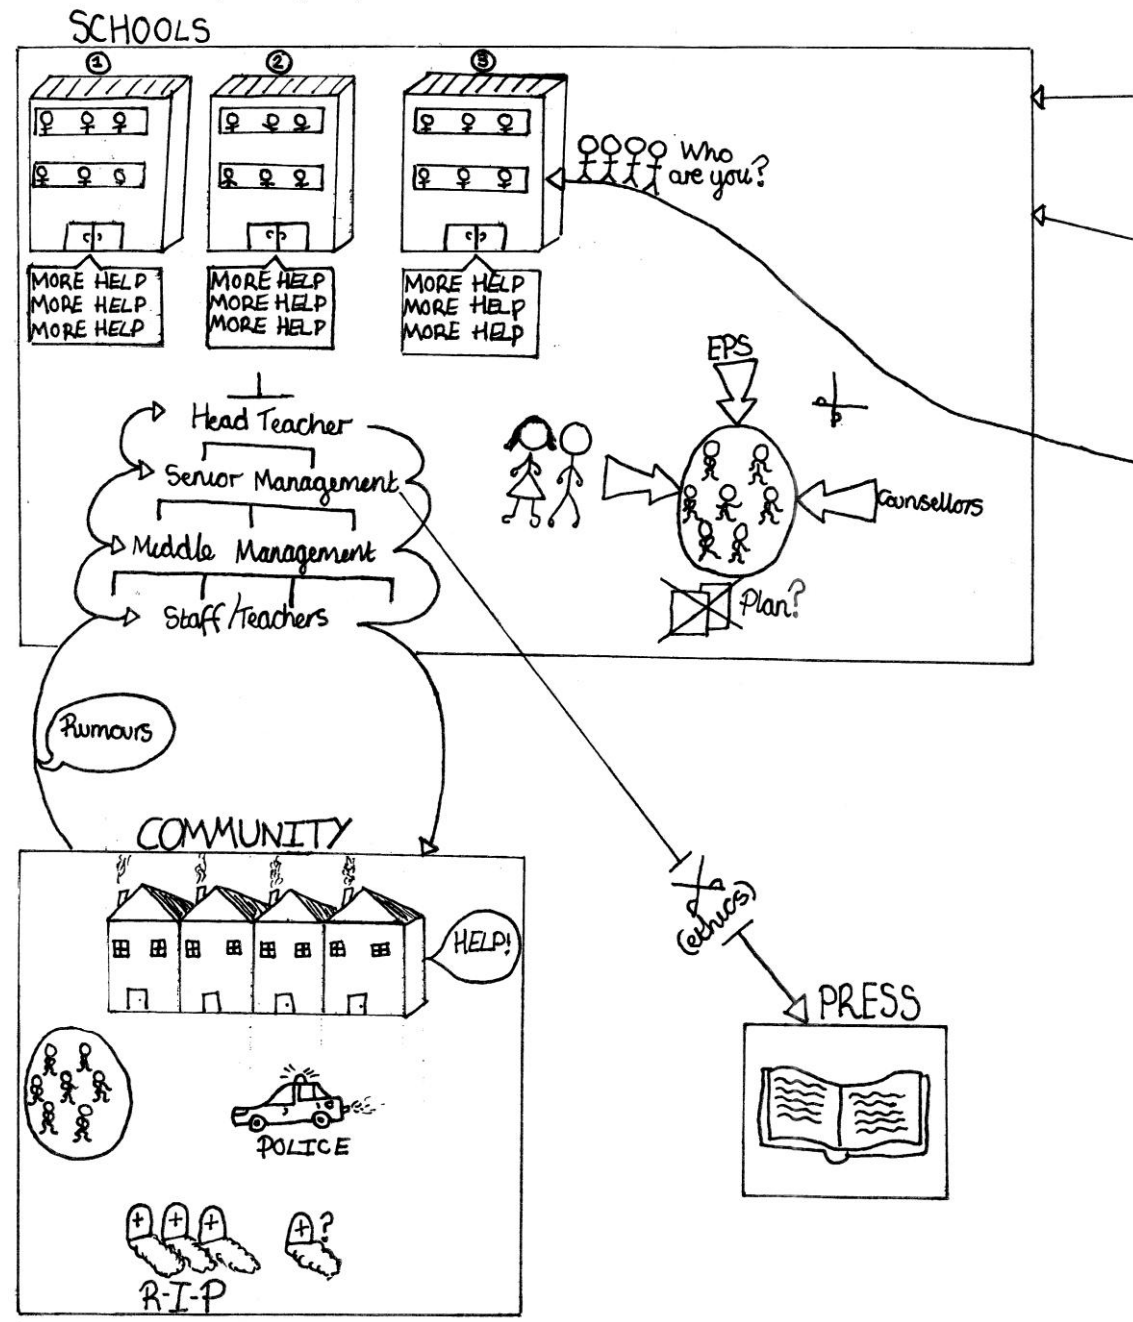 SCHOOLS
1
2
3
Who
are you?
MORE HELP
MORE HELP
MORE HELP
MORE HELP
MORE HELP
MORE HELP
MORE HELP
MORE HELP
MORE HELP
EPS
Head Teacher
Senior Management
Counsellors
Middle Management
Plan?
Staff/Teachers
Rumours
COMMUNITY
HELP!
(ethics)
PRESS
POLICE
?
R-I-P